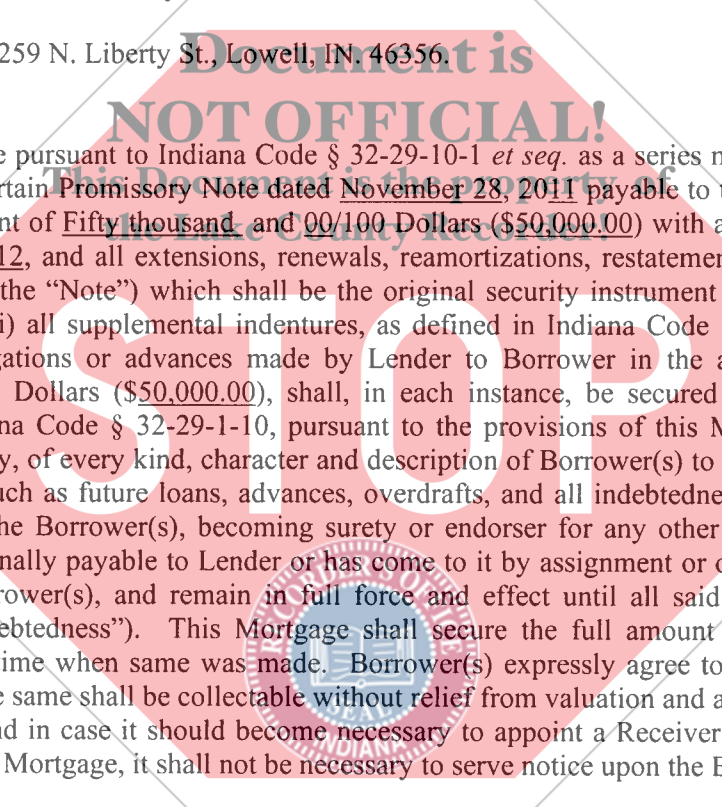 259 N. Liberty St., Lowell, IN. 46356.
Document is
NOT OFFICIAL!
e pursuant to Indiana Code § 32-29-10-1 et seq. as a series
This Document is the property of
rtain Promissory Note dated November 28, 2011 payable to
the Lake County Recorder!
nt of Fifty thousand and 00/100 Dollars ($50,000.00) with a
12, and all extensions, renewals, reamortizations, restatemen
the “Note”) which shall be the original security instrument
i) all supplemental indentures, as defined in Indiana Code
gations or advances made by Lender to Borrower in the a
STOP
Dollars ($50,000.00), shall, in each instance, be secured
na Code § 32-29-1-10, pursuant to the provisions of this M
y, of every kind, character and description of Borrower(s) to
uch as future loans, advances, overdrafts, and all indebtedne
he Borrower(s), becoming surety or endorser for any other
nally payable to Lender or has come to it by assignment or o
rower(s), and remain in full force and effect until all said
ebtedness”). This Mortgage shall secure the full amount
time when same was made. Borrower(s) expressly agree to
e same shall be collectable without relief from valuation and a
nd in case it should become necessary to appoint a Receiver
Mortgage, it shall not be necessary to serve notice upon the B
SEAL
INDIANA